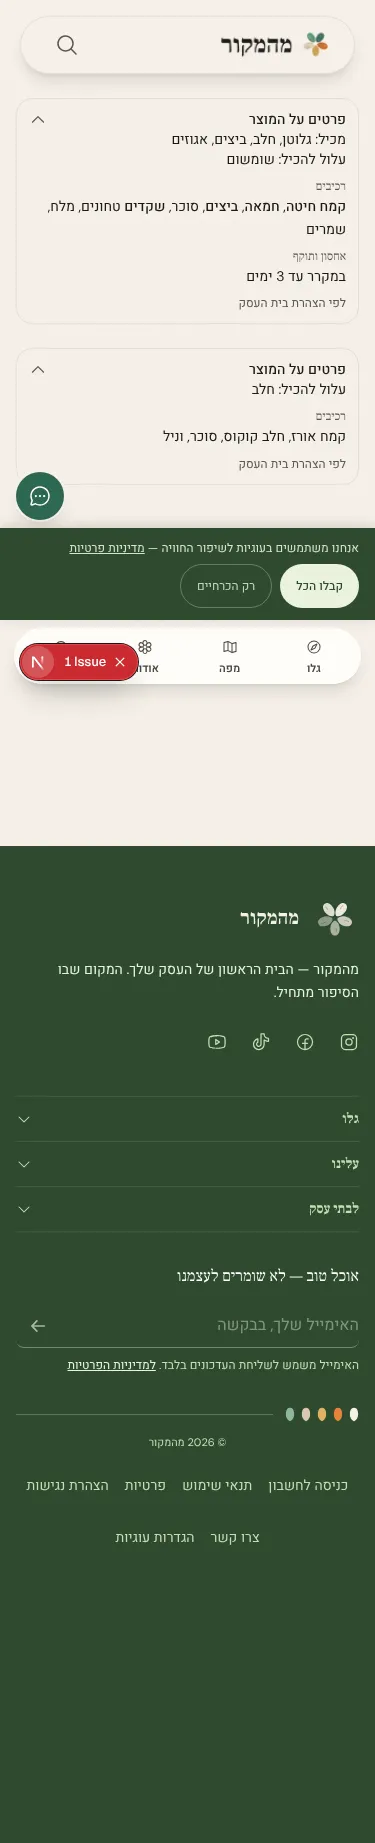 מהמקור
פרטים על המוצר
מכיל: גלוטן, חלב, ביצים, אגוזים
עלול להכיל: שומשום
רכיבים
קמח חיטה, חמאה, ביצים, סוכר, שקדים טחונים, מלח,
שמרים
אחסון ותוקף
במקרר עד 3 ימים
לפי הצהרת בית העסק
פרטים על המוצר
עלול להכיל: חלב
רכיבים
קמח אורז, חלב קוקוס, סוכר, וניל
לפי הצהרת בית העסק
אנחנו משתמשים בעוגיות לשיפור החוויה — מדיניות פרטיות
קבלו הכל רק הכרחיים
גלו מפה אודו
1 Issue
מהמקור
מהמקור — הבית הראשון של העסק שלך. המקום שבו
הסיפור מתחיל.
גלו
עלינו
לבתי עסק
אוכל טוב — לא שומרים לעצמנו
האימייל שלך, בבקשה
האימייל משמש לשליחת העדכונים בלבד. למדיניות הפרטיות
© 2026 מהמקור
כניסה לחשבון תנאי שימוש פרטיות הצהרת נגישות
צרו קשר הגדרות עוגיות